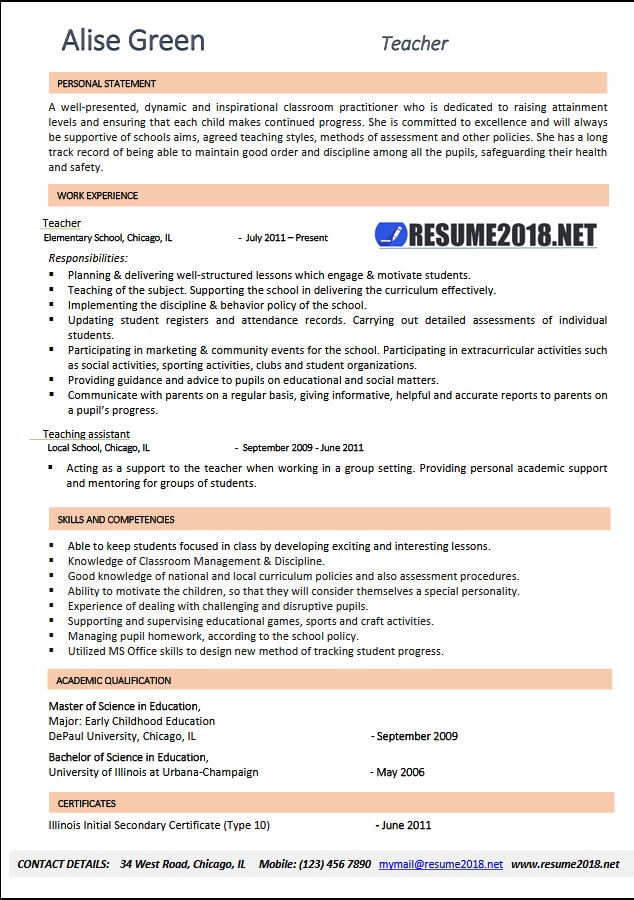 Alise Green Teacher
PERSONAL STATEMENT
A well-presented, dynamic and inspirational classroom practitioner who is dedicated to raising attainment
levels and ensuring that each child makes continued progress. She is committed to excellence and will always
be supportive of schools aims, agreed teaching styles, methods of assessment and other policies. She has a long
track record of being able to maintain good order and discipline among all the pupils, safeguarding their health
and safety.
WORK EXPERIENCE
Teacher
Elementary School, Chicago, IL - July 2011 – Present
RESUME2018.NET
Responsibilities:
▪ Planning & delivering well-structured lessons which engage & motivate students.
▪ Teaching of the subject. Supporting the school in delivering the curriculum effectively.
▪ Implementing the discipline & behavior policy of the school.
▪ Updating student registers and attendance records. Carrying out detailed assessments of individual
students.
▪ Participating in marketing & community events for the school. Participating in extracurricular activities such
as social activities, sporting activities, clubs and student organizations.
▪ Providing guidance and advice to pupils on educational and social matters.
▪ Communicate with parents on a regular basis, giving informative, helpful and accurate reports to parents on
a pupil's progress.
Teaching assistant
Local School, Chicago, IL - September 2009 - June 2011
▪ Acting as a support to the teacher when working in a group setting. Providing personal academic support
and mentoring for groups of students.
SKILLS AND COMPETENCIES
▪ Able to keep students focused in class by developing exciting and interesting lessons.
▪ Knowledge of Classroom Management & Discipline.
▪ Good knowledge of national and local curriculum policies and also assessment procedures.
▪ Ability to motivate the children, so that they will consider themselves a special personality.
▪ Experience of dealing with challenging and disruptive pupils.
▪ Supporting and supervising educational games, sports and craft activities.
▪ Managing pupil homework, according to the school policy.
▪ Utilized MS Office skills to design new method of tracking student progress.
ACADEMIC QUALIFICATION
Master of Science in Education,
Major: Early Childhood Education
DePaul University, Chicago, IL - September 2009
Bachelor of Science in Education,
University of Illinois at Urbana-Champaign - May 2006
CERTIFICATES
Illinois Initial Secondary Certificate (Type 10) - June 2011
CONTACT DETAILS: 34 West Road, Chicago, IL Mobile: (123) 456 7890 mymail@resume2018.net www.resume2018.net